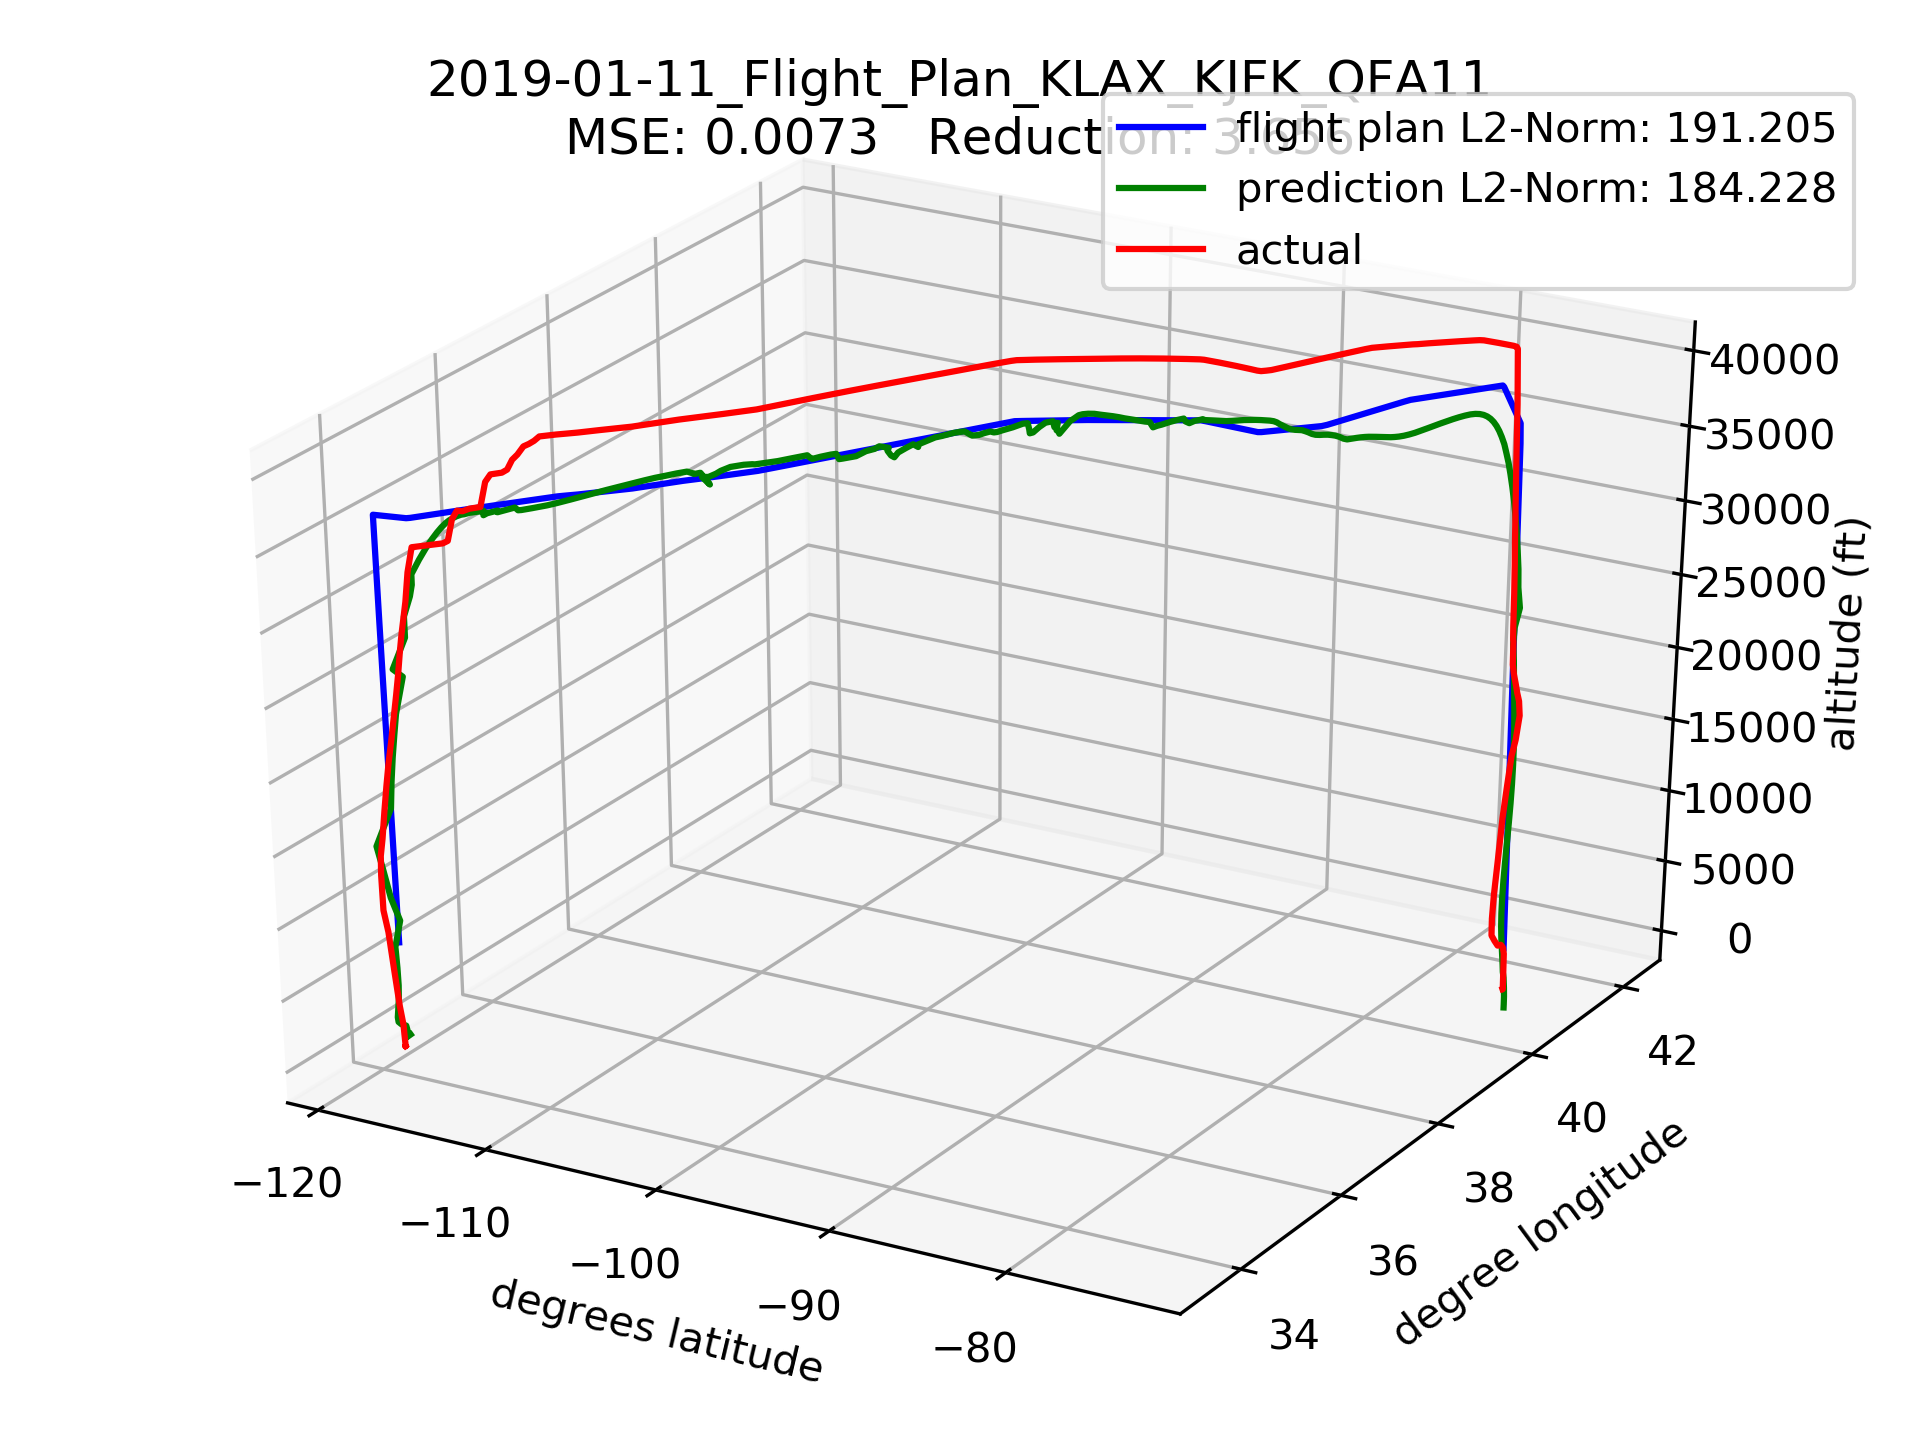 2019-01-11_Flight_Plan_KLAX_KJFK_QFA11
MSE: 0.0073   Reduction: 3.656
flight plan L2-Norm: 191.205
prediction L2-Norm: 184.228
actual
40000
35000
30000
25000
20000
15000
10000
5000
0
altitude (ft)
42
40
38
36
34
degree longitude
−120
−110
−100
−90
−80
degrees latitude